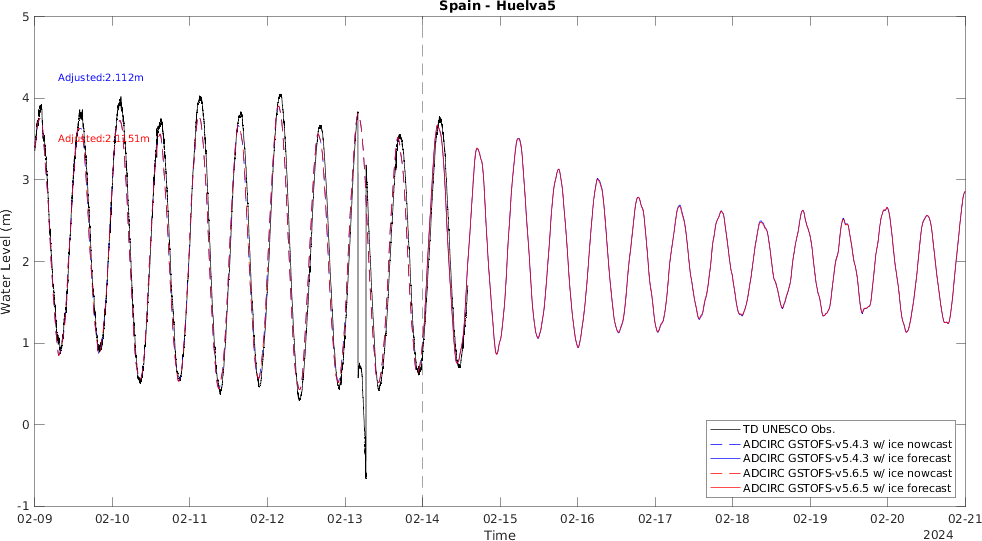 Spain - Huelva5
5
4
3
2
1
0
-1
Water Level (m)
Adjusted:2.112m
Adjusted:2.1151m
TD UNESCO Obs.
ADCIRC GSTOFS-v5.4.3 w/ ice nowcast
ADCIRC GSTOFS-v5.4.3 w/ ice forecast
ADCIRC GSTOFS-v5.6.5 w/ ice nowcast
ADCIRC GSTOFS-v5.6.5 w/ ice forecast
02-09 02-10 02-11 02-12 02-13 02-14 02-15 02-16 02-17 02-18 02-19 02-20 02-21
Time
2024